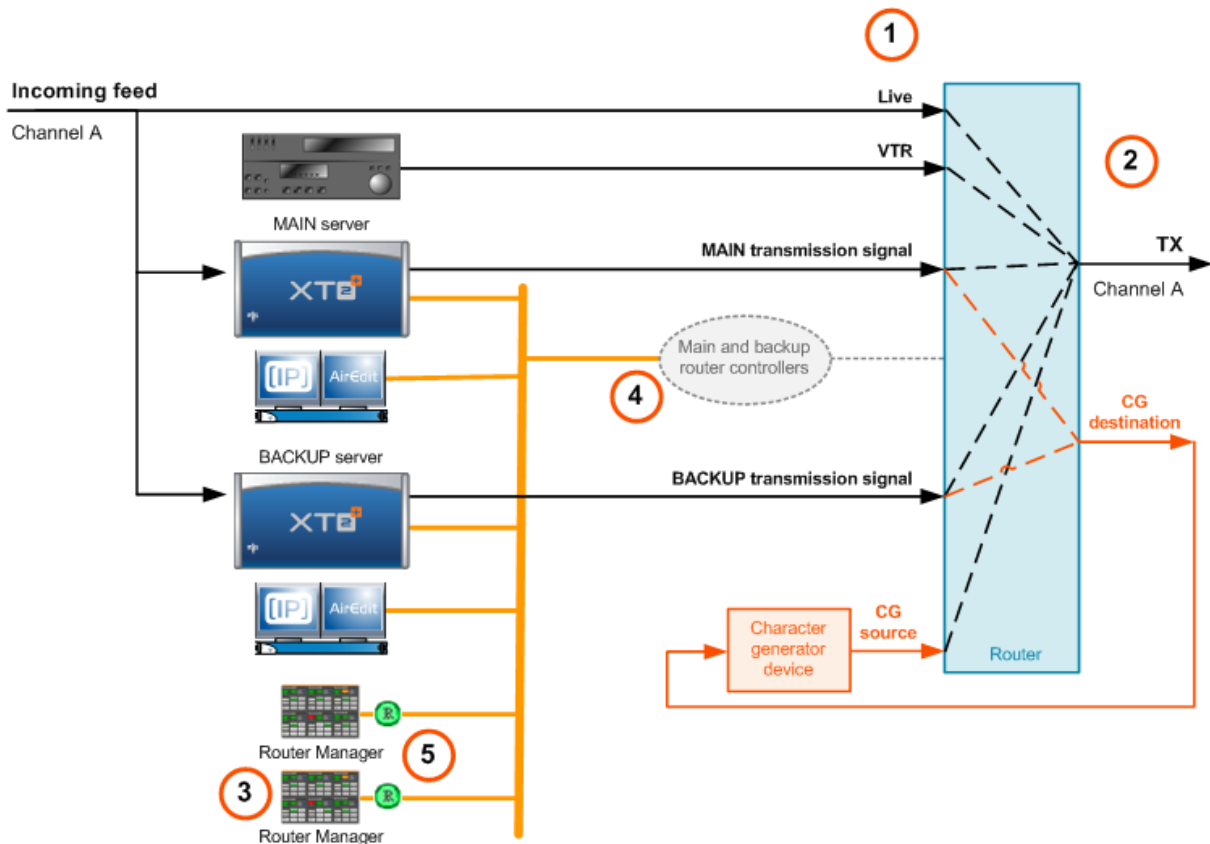 1
Incoming feed
Live
Channel A
VTR
2
MAIN server
MAIN transmission signal
TX
XT2+
Channel A
Main and backup
router controllers
[IP]
AirEdit
4
CG
destination
BACKUP server
BACKUP transmission signal
XT2+
[IP]
AirEdit
CG
source
Character
generator
device
Router
R
Router Manager
5
3
R
Router Manager